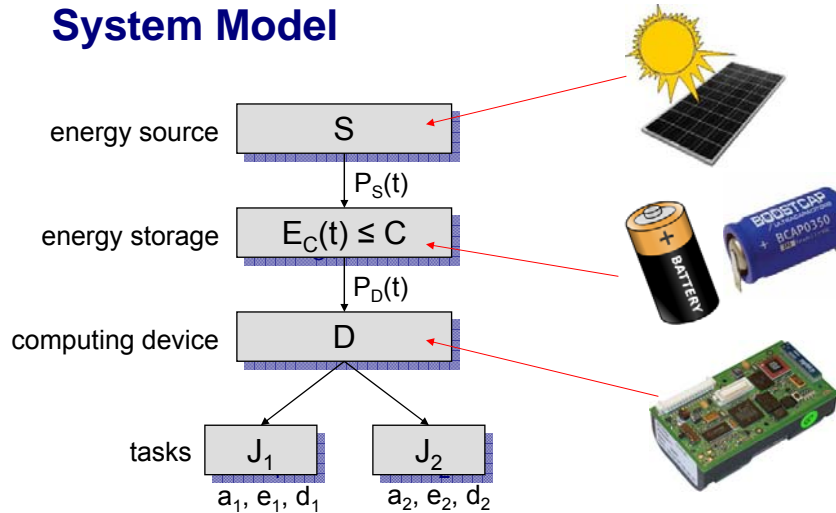 System Model
energy source
S
P_S(t)
energy storage
E_C(t) ≤ C
P_D(t)
computing device
D
tasks
J_1
J_2
a_1, e_1, d_1
a_2, e_2, d_2
+
BATTERY
BOOSTCAP
+ BCAP0350